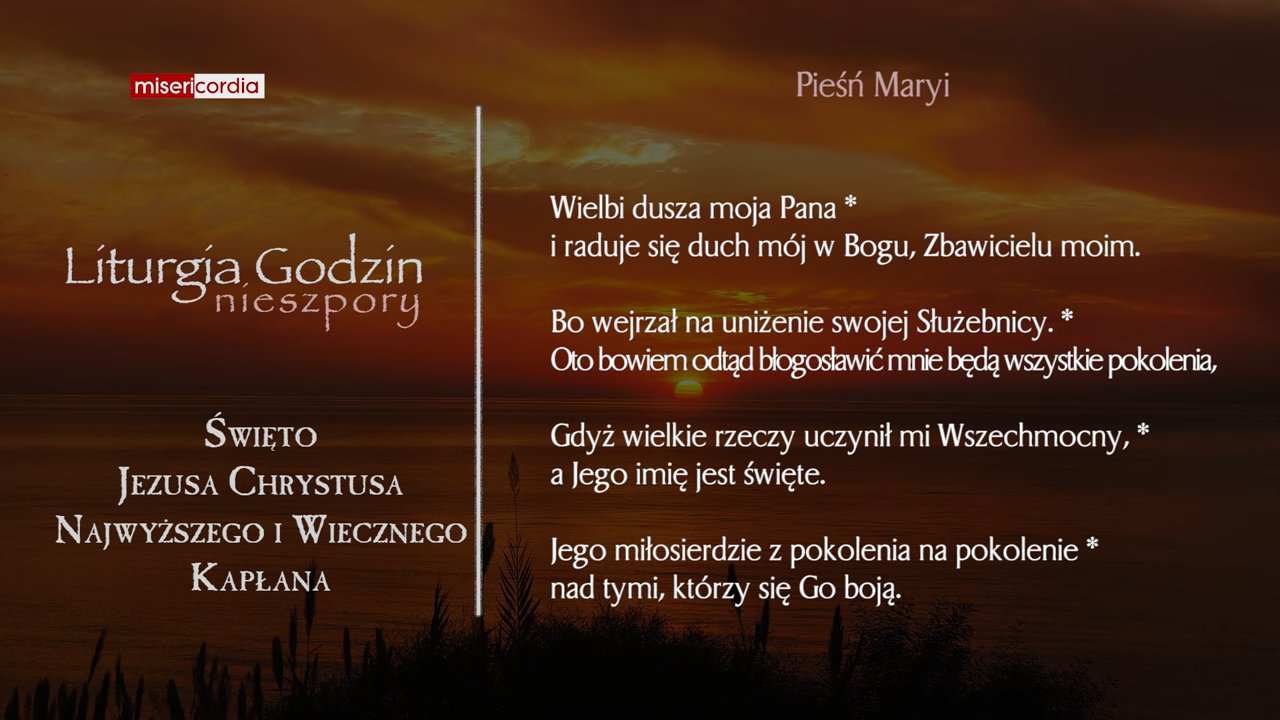 misericordia
Liturgia Godzin
nieszpory
Święto
Jezusa Chrystusa
Najwyższego i Wiecznego
Kapłana
Pieśń Maryi
Wielbi dusza moja Pana *
i raduje się duch mój w Bogu, Zbawicielu moim.
Bo wejrzał na uniżenie swojej Służebnicy. *
Oto bowiem odtąd błogosławić mnie będą wszystkie pokolenia,
Gdyż wielkie rzeczy uczynił mi Wszechmocny, *
a Jego imię jest święte.
Jego miłosierdzie z pokolenia na pokolenie *
nad tymi, którzy się Go boją.